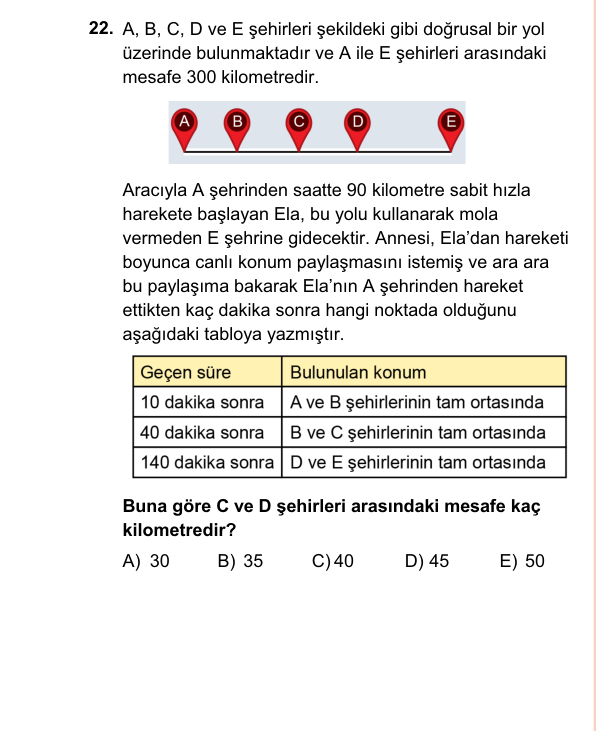 22. A, B, C, D ve E şehirleri şekildeki gibi doğrusal bir yol
üzerinde bulunmaktadır ve A ile E şehirleri arasındaki
mesafe 300 kilometredir.
A B C D E
Aracıyla A şehrinden saatte 90 kilometre sabit hızla
harekete başlayan Ela, bu yolu kullanarak mola
vermeden E şehrine gidecektir. Annesi, Ela’dan hareketi
boyunca canlı konum paylaşmasını istemiş ve ara ara
bu paylaşıma bakarak Ela’nın A şehrinden hareket
ettikten kaç dakika sonra hangi noktada olduğunu
aşağıdaki tabloya yazmıştır.
Geçen süre Bulunulan konum
10 dakika sonra A ve B şehirlerinin tam ortasında
40 dakika sonra B ve C şehirlerinin tam ortasında
140 dakika sonra D ve E şehirlerinin tam ortasında
Buna göre C ve D şehirleri arasındaki mesafe kaç
kilometredir?
A) 30 B) 35 C) 40 D) 45 E) 50